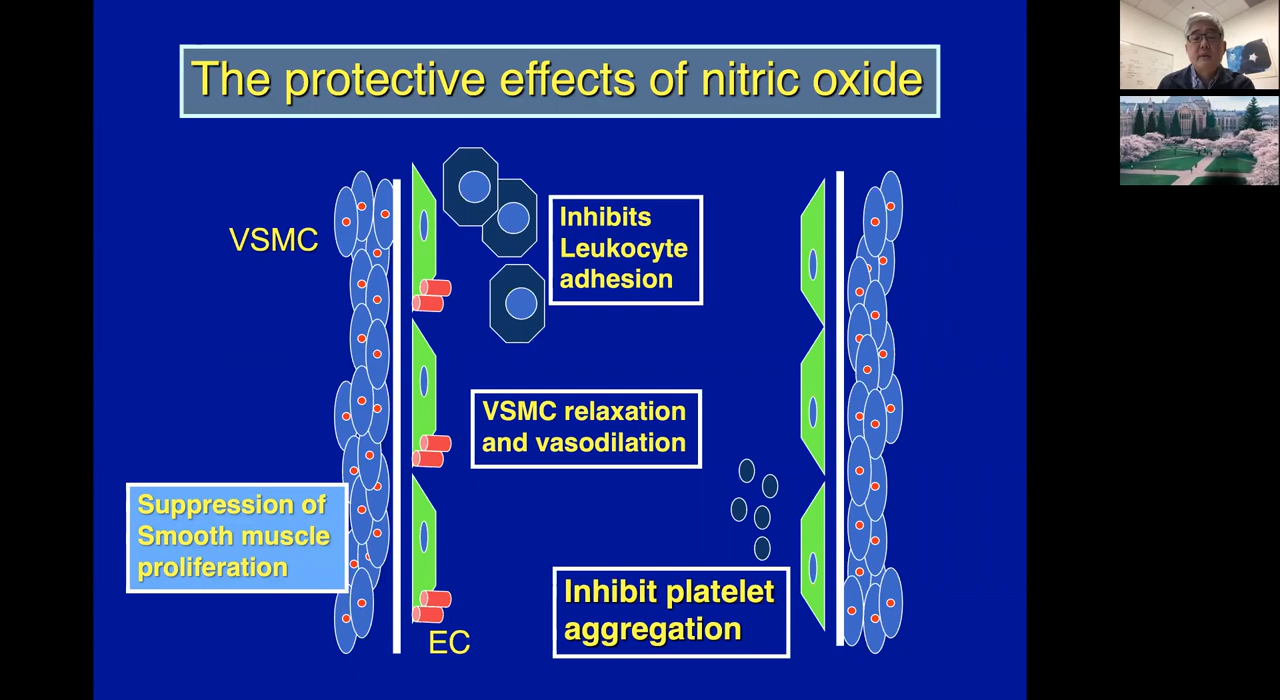 The protective effects of nitric oxide
VSMC
Inhibits
Leukocyte
adhesion
VSMC relaxation
and vasodilation
Suppression of
Smooth muscle
proliferation
Inhibit platelet
aggregation
EC